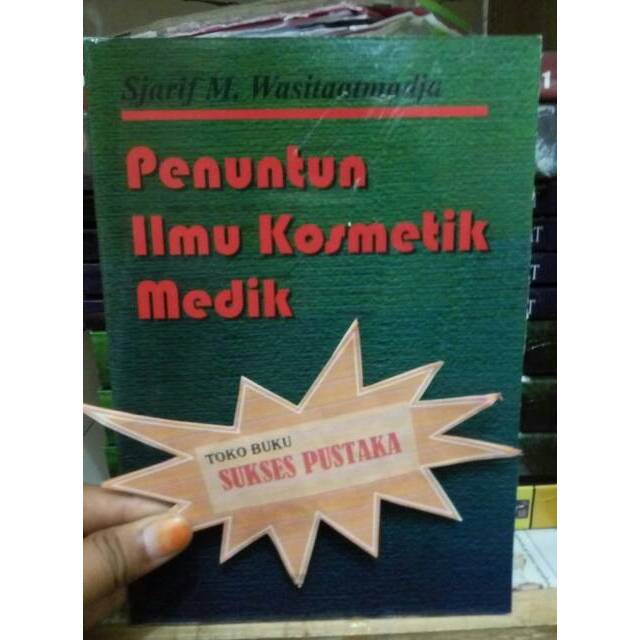 Sjarif M. Wasitaatmadja
Penuntun
Ilmu Kosmetik
Medik
TOKO BUKU
SUKSES PUSTAKA